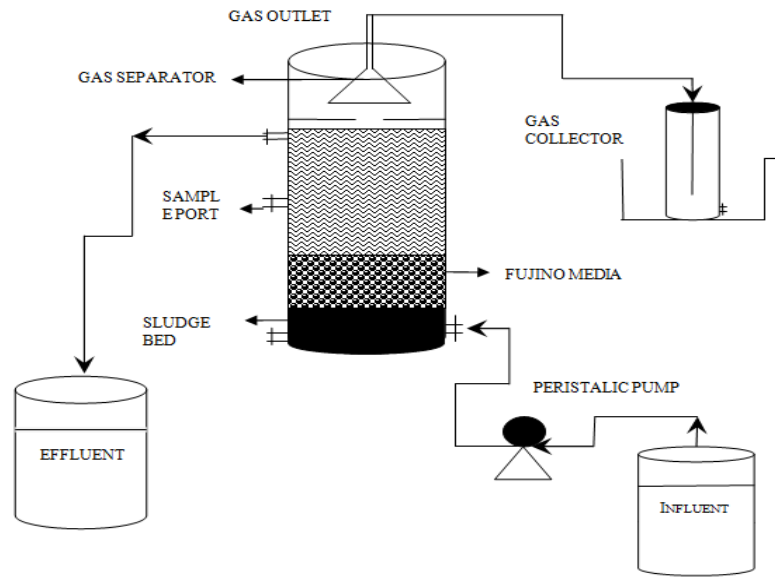 GAS OUTLET
GAS SEPARATOR
GAS
COLLECTOR
SAMPL
E PORT
FUJINO MEDIA
SLUDGE
BED
PERISTALIC PUMP
EFFLUENT
INFLUENT